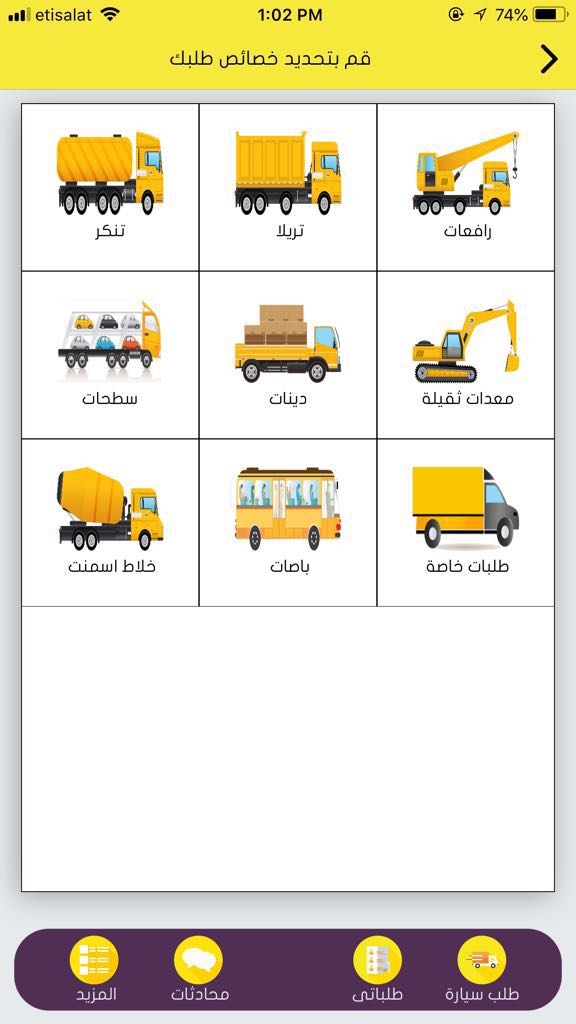 etisalat
1:02 PM
74%
قم بتحديد خصائص طلبك
رافعات
تريلا
تنكر
معدات ثقيلة
دينات
سطحات
طلبات خاصة
باصات
خلاط اسمنت
طلب سيارة
طلباتى
محادثات
المزيد